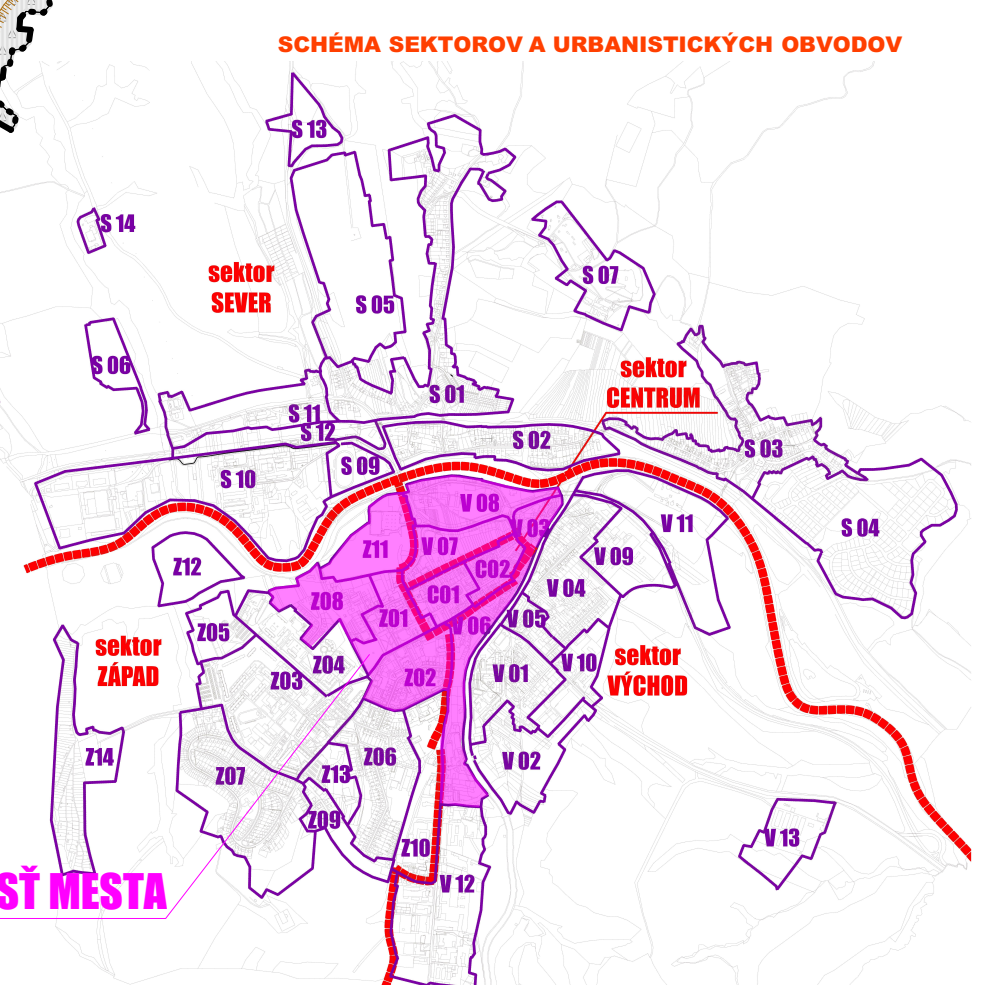 SCHÉMA SEKTOROV A URBANISTICKÝCH OBVODOV
S 13
S 14
sektor
SEVER
S 07
S 05
S 06
sektor
CENTRUM
S 01
S 11
S 12
S 02
S 03
S 09
S 10
V 08
V 11
V 03
S 04
Z11
V 07
V 09
Z12
C02
V 04
C01
Z08
Z01
V 05
V 06
Z05
sektor
ZÁPAD
Z04
V 10
sektor
VÝCHOD
Z03
Z02
V 01
Z14
Z06
V 02
Z07
Z13
Z09
V 13
Z10
V 12
SŤ MESTA